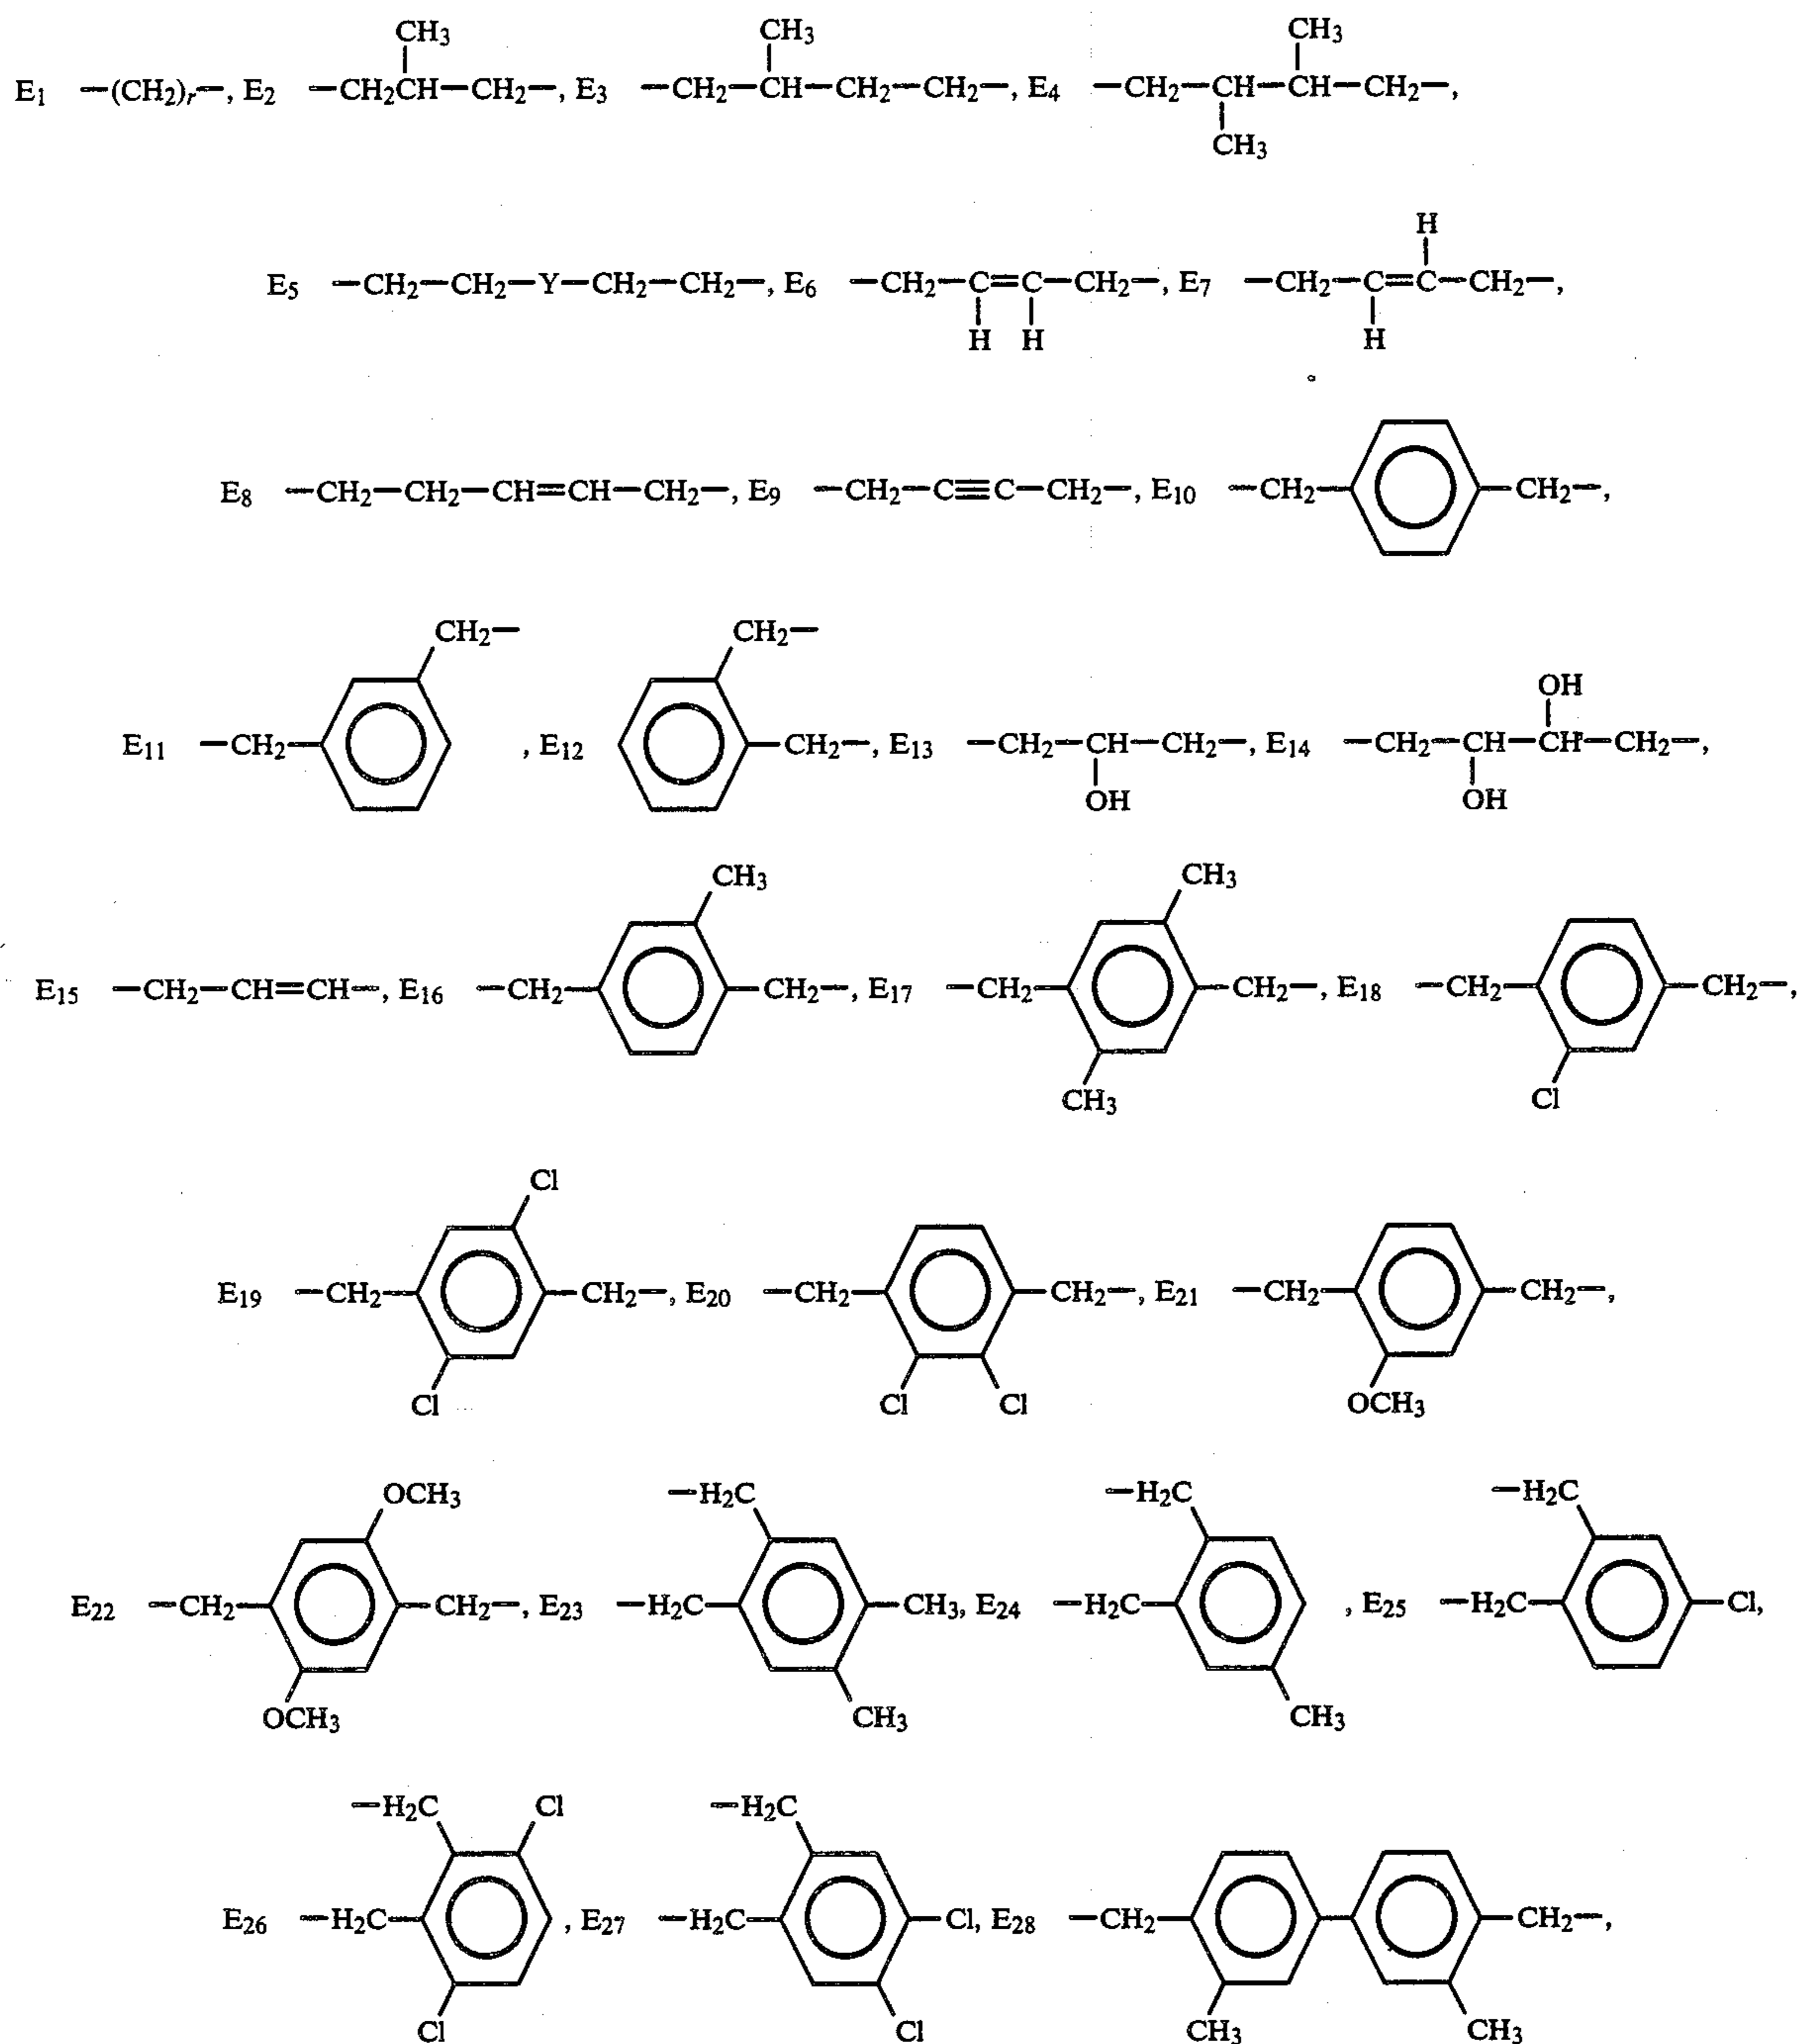 CH3 CH3 CH3
E1 —(CH2)r—, E2 —CH2CH—CH2—, E3 —CH2—CH—CH2—CH2—, E4 —CH2—CH—CH—CH2—,
CH3
H
E5 —CH2—CH2—Y—CH2—CH2—, E6 —CH2—C=C—CH2—, E7 —CH2—C=C—CH2—,
H H H
E8 —CH2—CH2—CH=CH—CH2—, E9 —CH2—C≡C—CH2—, E10 —CH2— —CH2—,
CH2— CH2—
OH
E11 —CH2— , E12 —CH2—, E13 —CH2—CH—CH2—, E14 —CH2—CH—CH—CH2—,
OH OH
CH3 CH3
E15 —CH2—CH=CH—, E16 —CH2— —CH2—, E17 —CH2— —CH2—, E18 —CH2— —CH2—,
CH3 Cl
Cl
E19 —CH2— —CH2—, E20 —CH2— —CH2—, E21 —CH2— —CH2—,
Cl Cl Cl OCH3
OCH3 —H2C —H2C —H2C
E22 —CH2— —CH2—, E23 —H2C— —CH3, E24 —H2C— , E25 —H2C— —Cl,
OCH3 CH3 CH3
—H2C Cl —H2C
E26 —H2C— , E27 —H2C— —Cl, E28 —CH2— —CH2—,
Cl Cl CH3 CH3